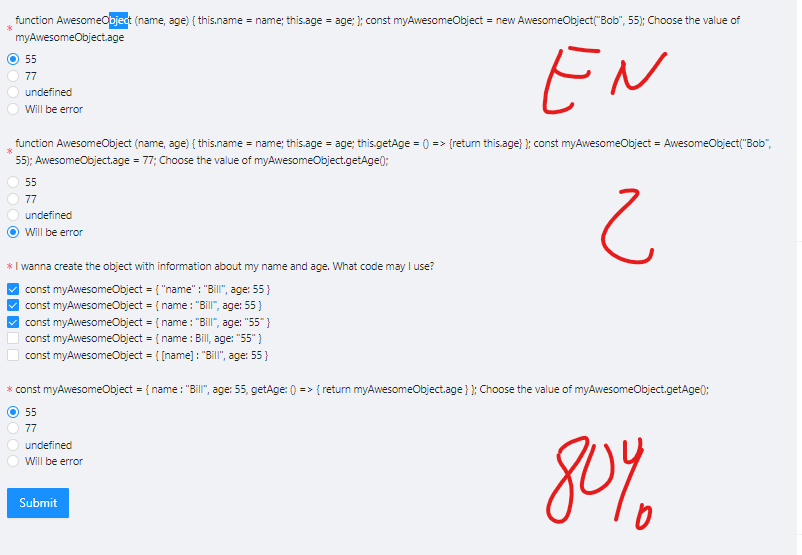 * function AwesomeObject (name, age) { this.name = name; this.age = age; }; const myAwesomeObject = new AwesomeObject("Bob", 55); Choose the value of
myAwesomeObject.age
55
77
undefined
Will be error
EN
* function AwesomeObject (name, age) { this.name = name; this.age = age; this.getAge = () => {return this.age} }; const myAwesomeObject = AwesomeObject("Bob",
55); AwesomeObject.age = 77; Choose the value of myAwesomeObject.getAge();
55
77
undefined
Will be error
2
* I wanna create the object with information about my name and age. What code may I use?
const myAwesomeObject = { "name" : "Bill", age: 55 }
const myAwesomeObject = { name : "Bill", age: 55 }
const myAwesomeObject = { name : "Bill", age: "55" }
const myAwesomeObject = { name : Bill, age: "55" }
const myAwesomeObject = { [name] : "Bill", age: 55 }
* const myAwesomeObject = { name : "Bill", age: 55, getAge: () => { return myAwesomeObject.age } }; Choose the value of myAwesomeObject.getAge();
55
77
undefined
Will be error
80%
Submit